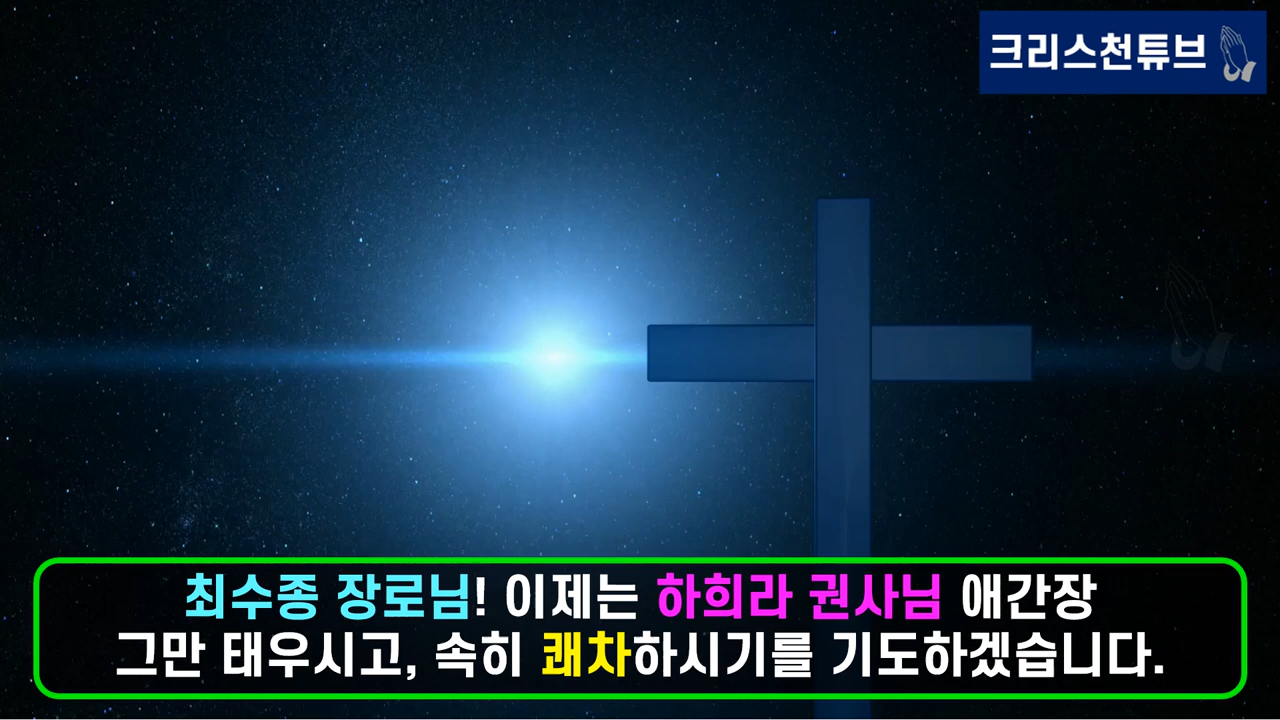 크리스천튜브
최수종 장로님! 이제는 하희라 권사님 애간장
그만 태우시고, 속히 쾌차하시기를 기도하겠습니다.